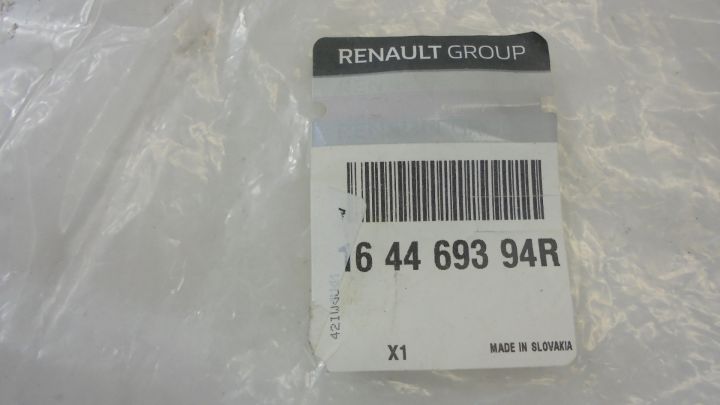 RENAULT GROUP
16 44 693 94R
X1
MADE IN SLOVAKIA